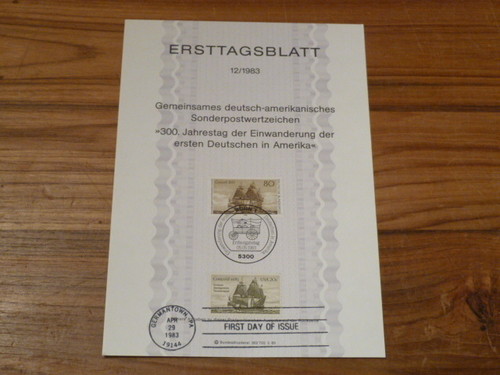 ERSTTAGSBLATT
12/1983
Gemeinsames deutsch-amerikanisches
Sonderpostwertzeichen
»300. Jahrestag der Einwanderung der
ersten Deutschen in Amerika«
80
5300
GERMANTOWN, PA
APR
29
1983
19144
FIRST DAY OF ISSUE